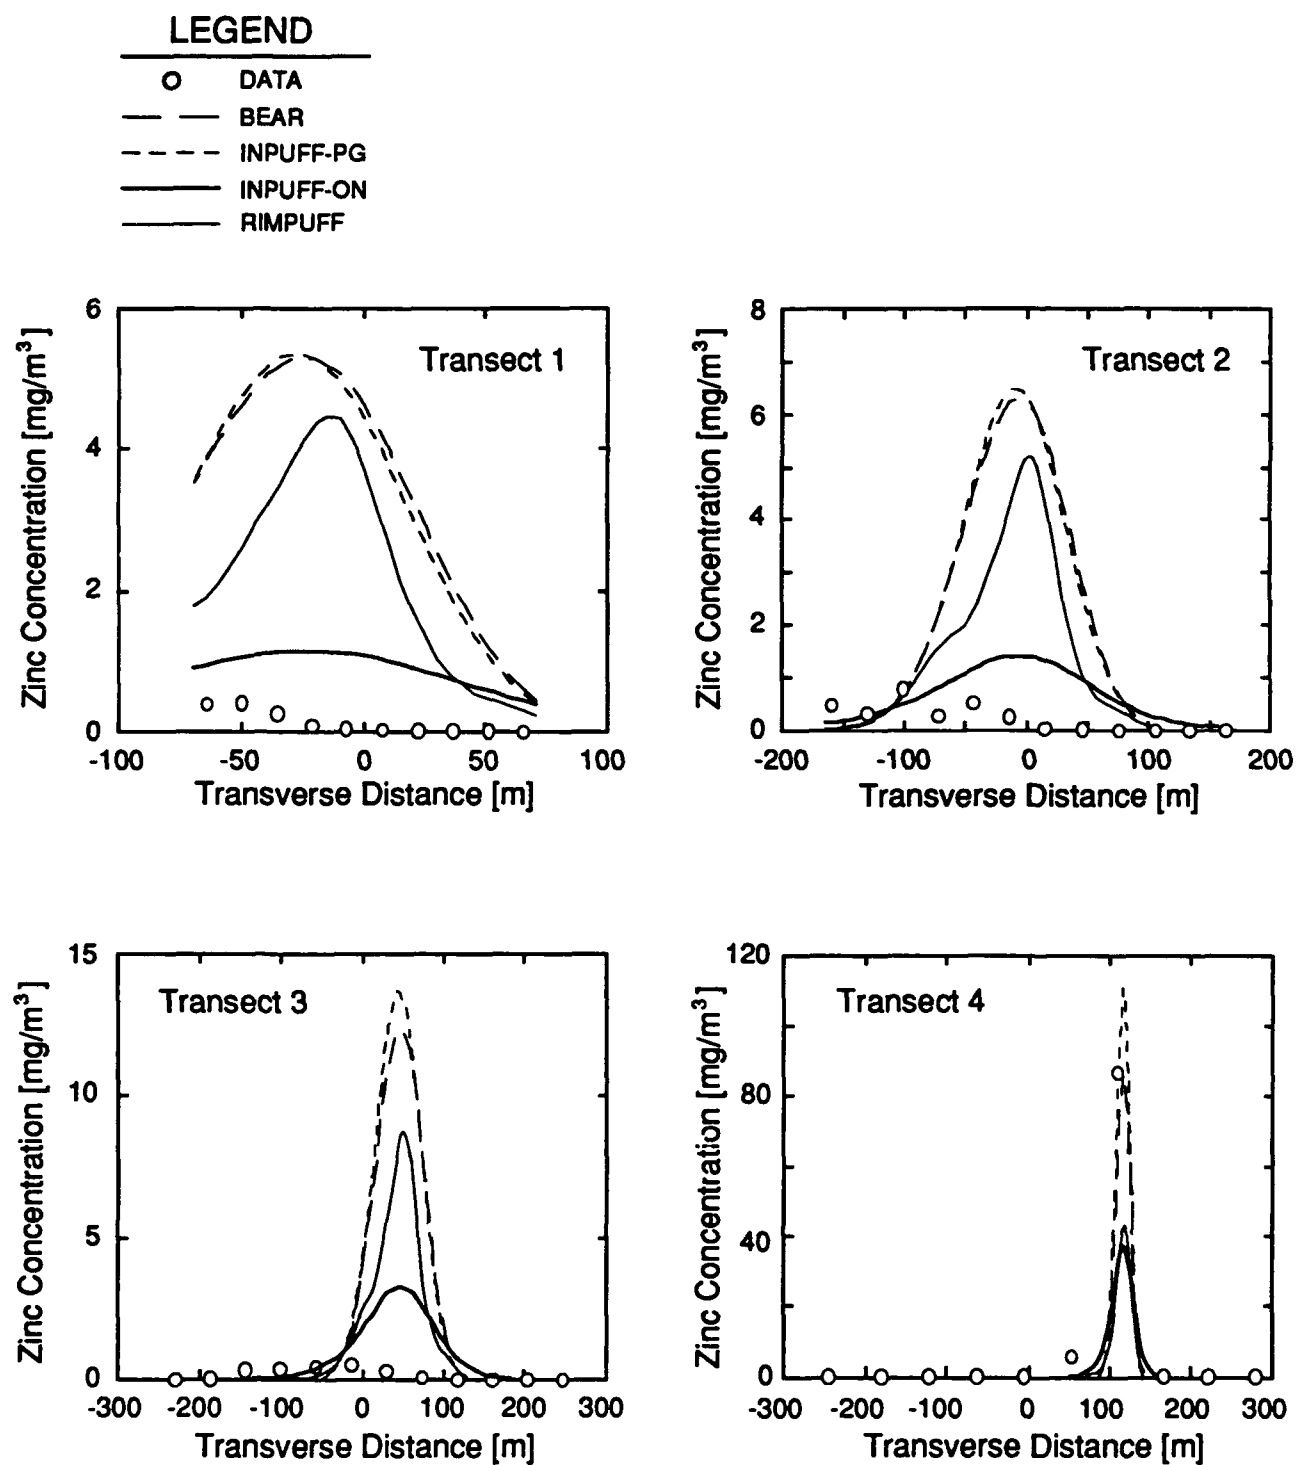 LEGEND
DATA
BEAR
INPUFF-PG
INPUFF-ON
RIMPUFF
Transect 1
Zinc Concentration [mg/m³]
6
4
2
0
-100
-50
0
50
100
Transverse Distance [m]
Transect 2
Zinc Concentration [mg/m³]
8
6
4
2
0
-200
-100
0
100
200
Transverse Distance [m]
Transect 3
Zinc Concentration [mg/m³]
15
10
5
0
-300
-200
-100
0
100
200
300
Transverse Distance [m]
Transect 4
Zinc Concentration [mg/m³]
120
80
40
0
-300
-200
-100
0
100
200
300
Transverse Distance [m]